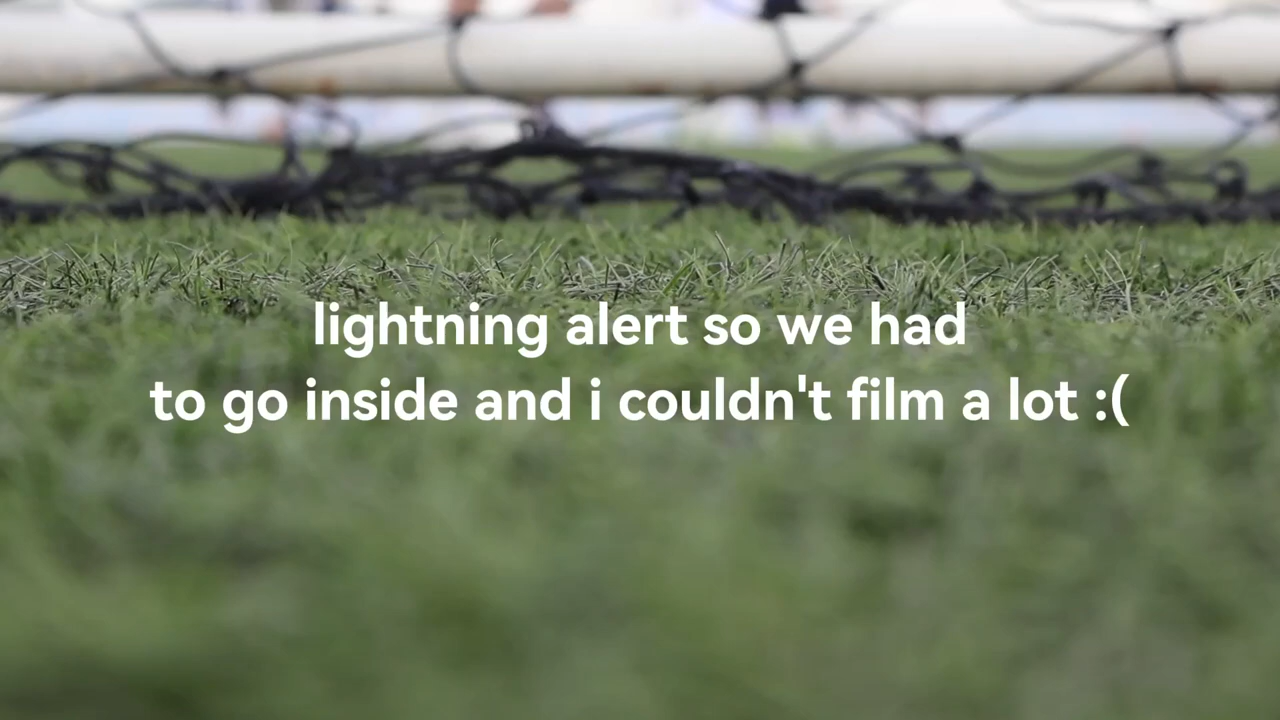 lightning alert so we had
to go inside and i couldn't film a lot :(